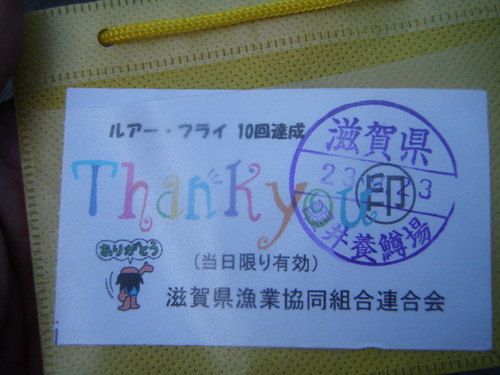 ルアー・フライ 10回達成
Thankyou
ありがとう
(当日限り有効)
滋賀県漁業協同組合連合会
滋賀県
印
井養鱒場